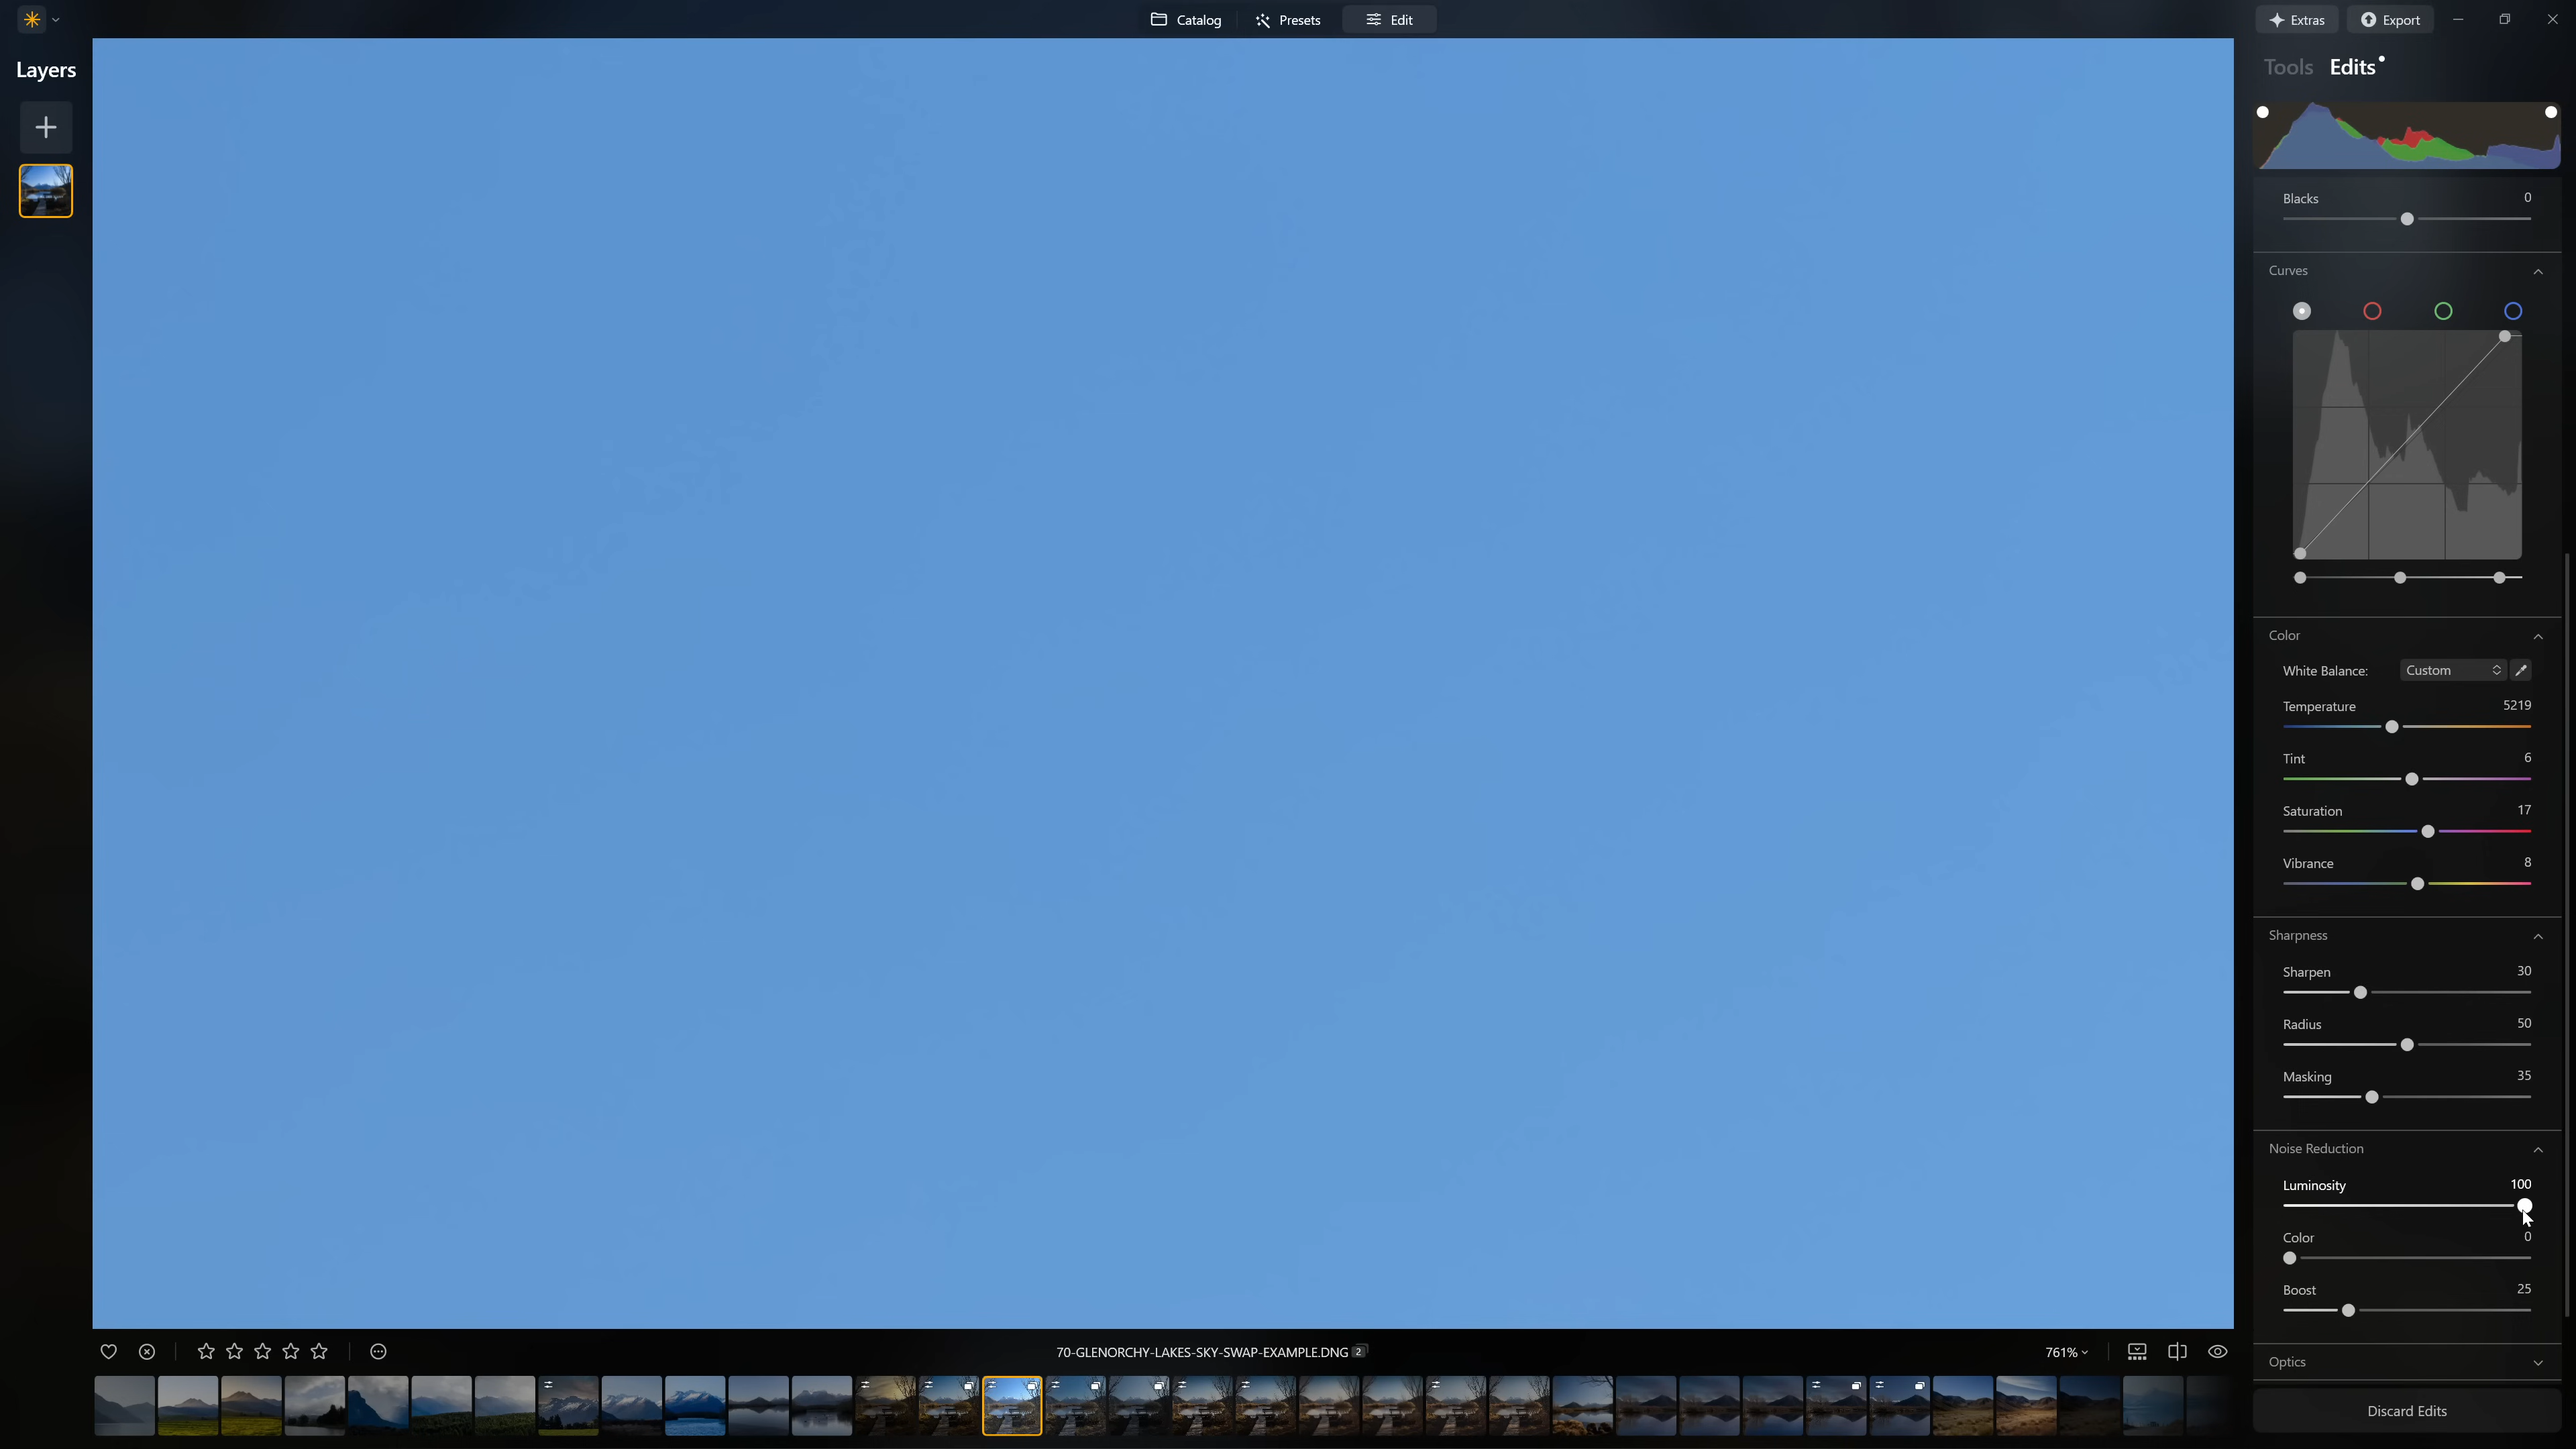 Catalog
Presets
Edit
Extras
Export
Layers
Tools Edits
Blacks 0
Curves
Color
White Balance: Custom
Temperature 5219
Tint 6
Saturation 17
Vibrance 8
Sharpness
Sharpen 30
Radius 50
Masking 35
Noise Reduction
Luminosity 100
Color 0
Boost 25
Optics
Discard Edits
70-GLENORCHY-LAKES-SKY-SWAP-EXAMPLE.DNG 2
761%